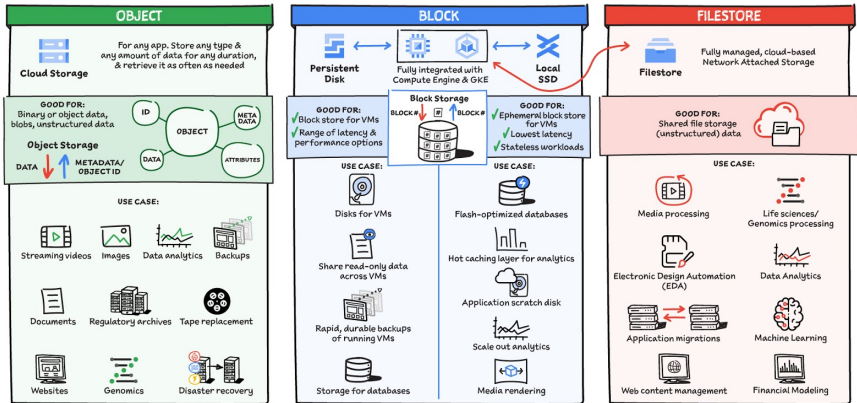 OBJECT
Cloud Storage
For any app. Store any type &
any amount of data for any duration,
& retrieve it as often as needed
GOOD FOR:
Binary or object data,
blobs, unstructured data
Object Storage
DATA
METADATA/
OBJECT ID
ID
META
DATA
OBJECT
DATA
ATTRIBUTES
USE CASE:
Streaming videos
Images
Data analytics
Backups
Documents
Regulatory archives
Tape replacement
Websites
Genomics
Disaster recovery
BLOCK
Persistent
Disk
Fully integrated with
Compute Engine & GKE
Local
SSD
GOOD FOR:
✓Block store for VMs
✓Range of latency &
performance options
Block Storage
BLOCK#
BLOCK#
GOOD FOR:
✓Ephemeral block store
for VMs
✓Lowest latency
✓Stateless workloads
USE CASE:
Disks for VMs
Share read-only data
across VMs
Rapid, durable backups
of running VMs
Storage for databases
USE CASE:
Flash-optimized databases
Hot caching layer for analytics
Application scratch disk
Scale out analytics
Media rendering
FILESTORE
Filestore
Fully managed, cloud-based
Network Attached Storage
GOOD FOR:
Shared file storage
(unstructured) data
USE CASE:
Media processing
Life sciences/
Genomics processing
Electronic Design Automation
(EDA)
Data Analytics
Application migrations
Machine Learning
Web content management
Financial Modeling